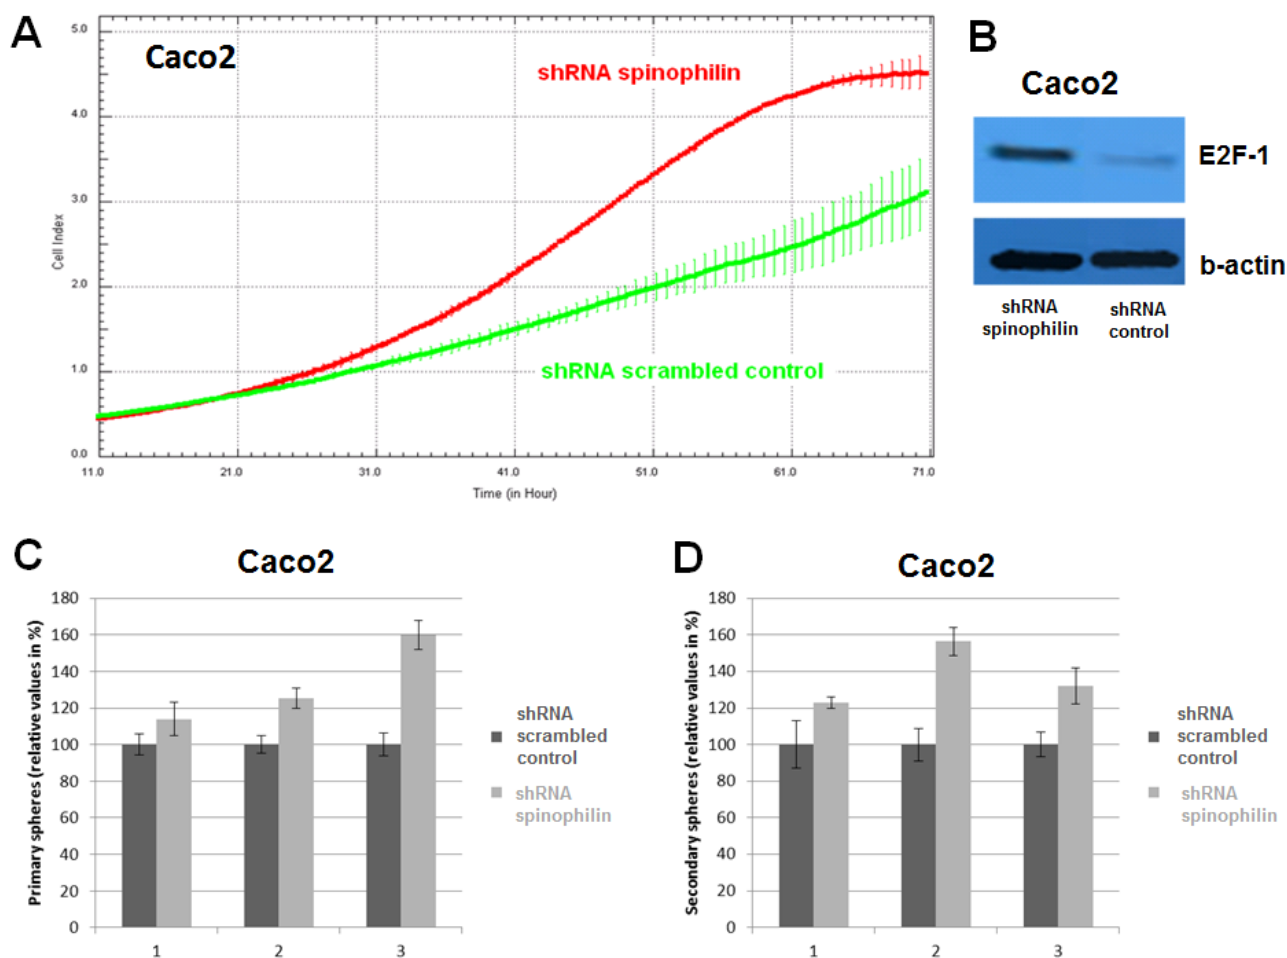 A
Caco2
shRNA spinophilin
shRNA scrambled control
5.0
4.0
3.0
2.0
1.0
0.0
Cell Index
11.0 21.0 31.0 41.0 51.0 61.0 71.0
Time (in Hour)
B
Caco2
E2F-1
b-actin
shRNA
spinophilin
shRNA
control
C
Caco2
Primary spheres (relative values in %)
180
160
140
120
100
80
60
40
20
0
1 2 3
shRNA
scrambled
control
shRNA
spinophilin
D
Caco2
Secondary spheres (relative values in %)
180
160
140
120
100
80
60
40
20
0
1 2 3
shRNA
scrambled
control
shRNA
spinophilin